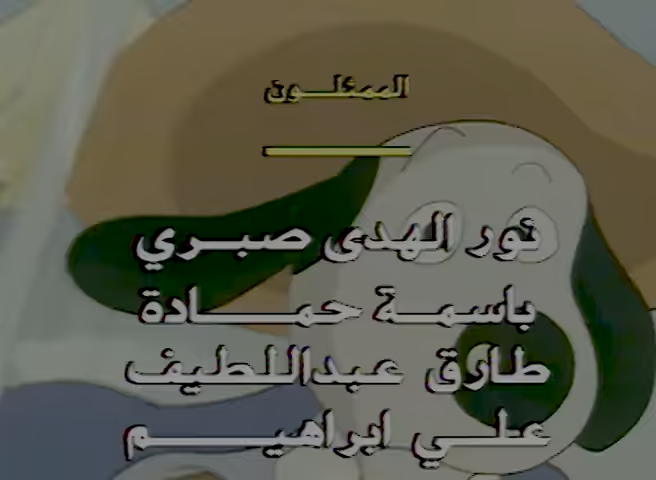 الممثلون
نور الهدى صبري
باسمة حمادة
طارق عبداللطيف
علي ابراهيم